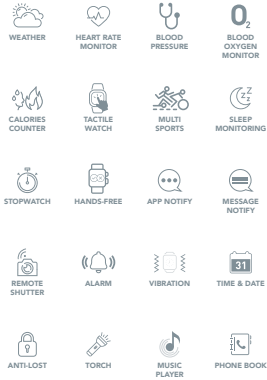 WEATHER
HEART RATE
MONITOR
BLOOD
PRESSURE
O2
BLOOD
OXYGEN
MONITOR
CALORIES
COUNTER
TACTILE
WATCH
MULTI
SPORTS
ZZZ
SLEEP
MONITORING
STOPWATCH
HANDS-FREE
APP NOTIFY
MESSAGE
NOTIFY
REMOTE
SHUTTER
ALARM
VIBRATION
31
TIME & DATE
ANTI-LOST
TORCH
MUSIC
PLAYER
PHONE BOOK